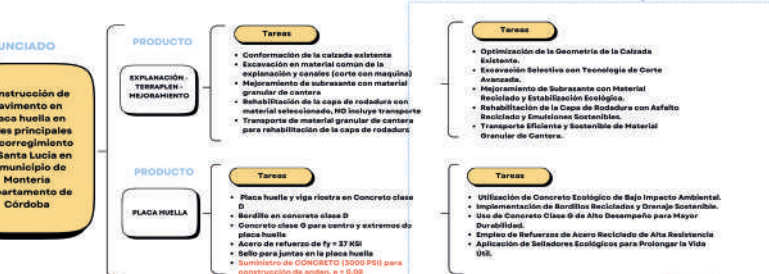 UNCIADO
nstrucción de
avimento en
aca huella en
es principales
corregimiento
Santa Lucia en
municipio de
Monteria
partamento de
Córdoba
PRODUCTO
EXPLANACIÓN -
TERRAPLEN -
MEJORAMIENTO
Tareas
• Conformación de la calzada existente
• Excavación en material común de la
explanación y canales (corte con maquina)
• Mejoramiento de subrasante con material
granular de cantera
• Rehabilitación de la capa de rodadura con
material seleccionado, NO incluye transporte
• Transporte de material granular de cantera
para rehabilitación de la capa de rodadura
Tareas
• Optimización de la Geometría de la Calzada
Existente.
• Excavación Selectiva con Tecnología de Corte
Avanzada.
• Mejoramiento de Subrasante con Material
Reciclado y Estabilización Ecológica.
• Rehabilitación de la Capa de Rodadura con Asfalto
Reciclado y Emulsiones Sostenibles.
• Transporte Eficiente y Sostenible de Material
Granular de Cantera.
PRODUCTO
PLACA HUELLA
Tareas
• Placa huella y viga riostra en Concreto clase
D
• Bordillo en concreto clase D
• Concreto clase G para centro y extremos de
placa huella
• Acero de refuerzo de fy = 37 KSI
• Sello para juntas en la placa huella
• Suministro de CONCRETO (3000 PSI) para
construcción de anden, e = 0.08
Tareas
• Utilización de Concreto Ecológico de Bajo Impacto Ambiental.
• Implementación de Bordillos Reciclados y Drenaje Sostenible.
• Uso de Concreto Clase G de Alto Desempeño para Mayor
Durabilidad.
• Empleo de Refuerzos de Acero Reciclado de Alta Resistencia
• Aplicación de Selladores Ecológicos para Prolongar la Vida
Útil.